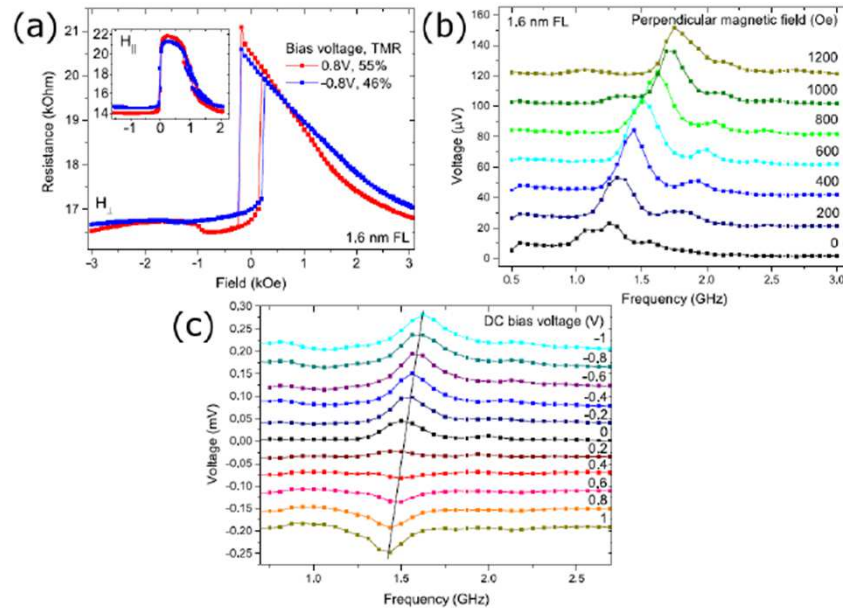 (a)
H||
22
20
18
16
14
-1 0 1 2
Bias voltage, TMR
0.8V, 55%
-0.8V, 46%
21
20
19
18
17
16
Resistance (kOhm)
H⊥
1.6 nm FL
-3 -2 -1 0 1 2 3
Field (kOe)
(b)
1.6 nm FL
Perpendicular magnetic field (Oe)
1200
1000
800
600
400
200
0
160
140
120
100
80
60
40
20
0
Voltage (μV)
0.5 1.0 1.5 2.0 2.5
Frequency (GHz)
(c)
DC bias voltage (V)
-1
-0.8
-0.6
-0.4
-0.2
0
0.2
0.4
0.6
0.8
1
0,30
0,25
0,20
0,15
0,10
0,05
0,00
-0,05
-0,10
-0,15
-0,20
-0,25
Voltage (mV)
1.0 1.5 2.0 2.5
Frequency (GHz)